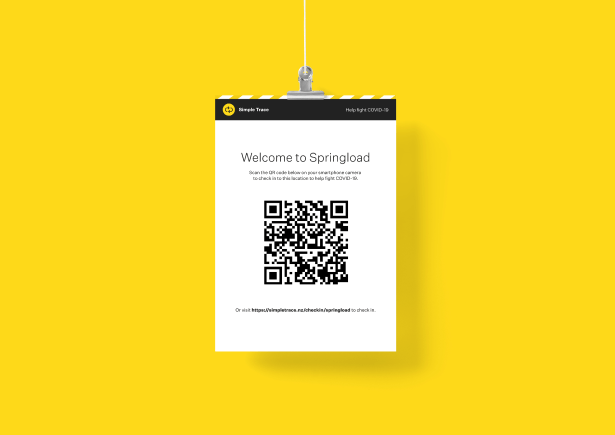 Simple Trace
Help fight COVID-19
Welcome to Springload
Scan the QR code below on your smartphone camera
to check in to this location to help fight COVID-19.
Or visit https://simpletrace.nz/checkin/springload to check in.